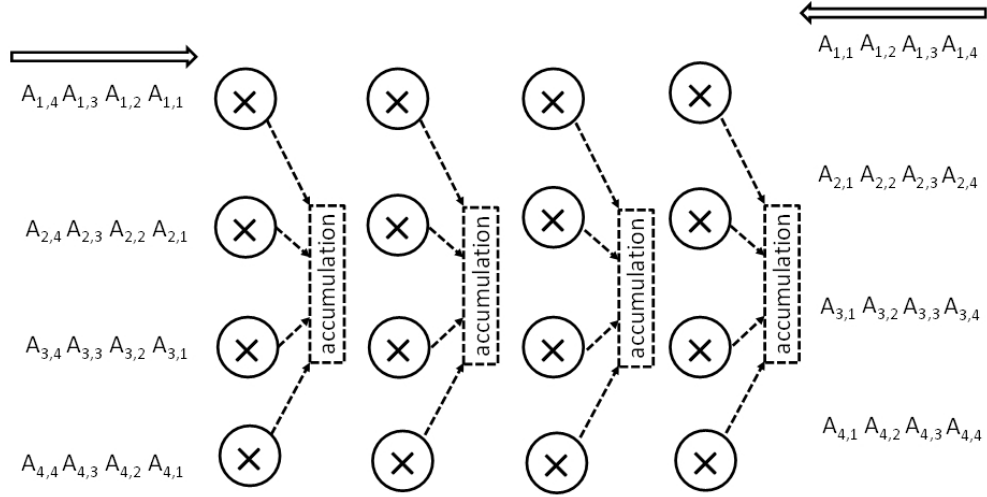 A1,1 A1,2 A1,3 A1,4
A1,4 A1,3 A1,2 A1,1
A2,1 A2,2 A2,3 A2,4
A2,4 A2,3 A2,2 A2,1
accumulation
accumulation
accumulation
accumulation
A3,1 A3,2 A3,3 A3,4
A3,4 A3,3 A3,2 A3,1
A4,1 A4,2 A4,3 A4,4
A4,4 A4,3 A4,2 A4,1